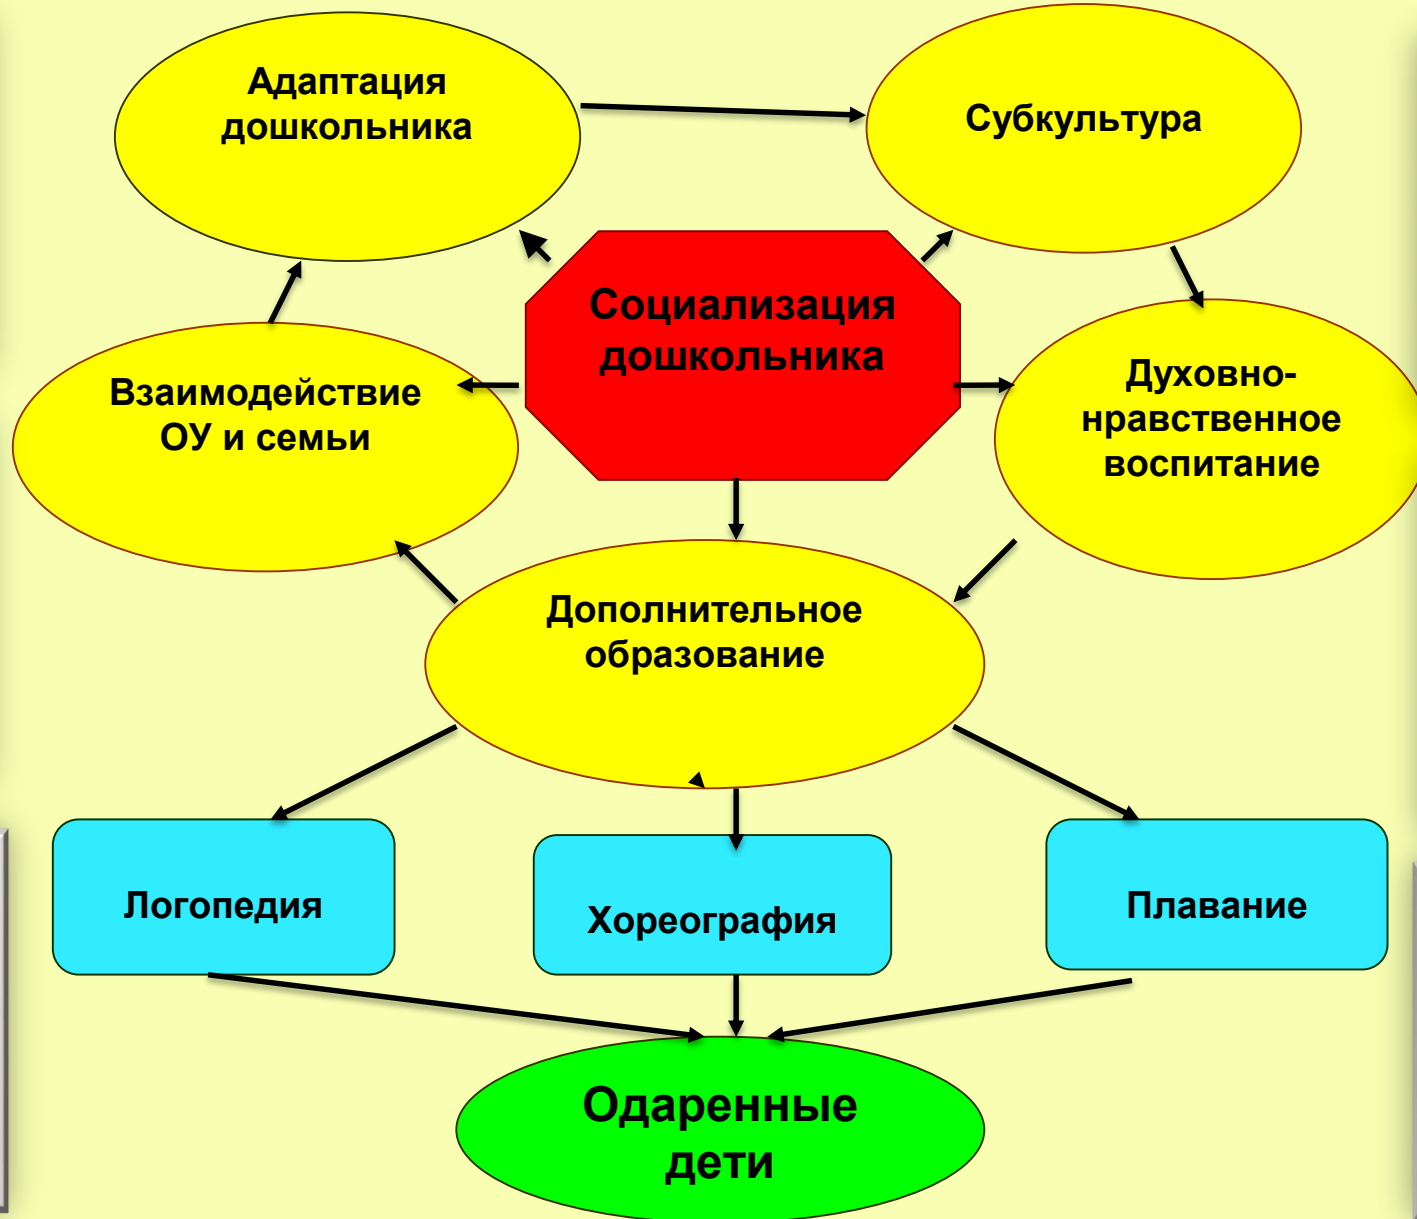 Адаптация
дошкольника
Субкультура
Социализация
дошкольника
Взаимодействие
ОУ и семьи
Духовно-
нравственное
воспитание
Дополнительное
образование
Логопедия
Хореография
Плавание
Одаренные
дети